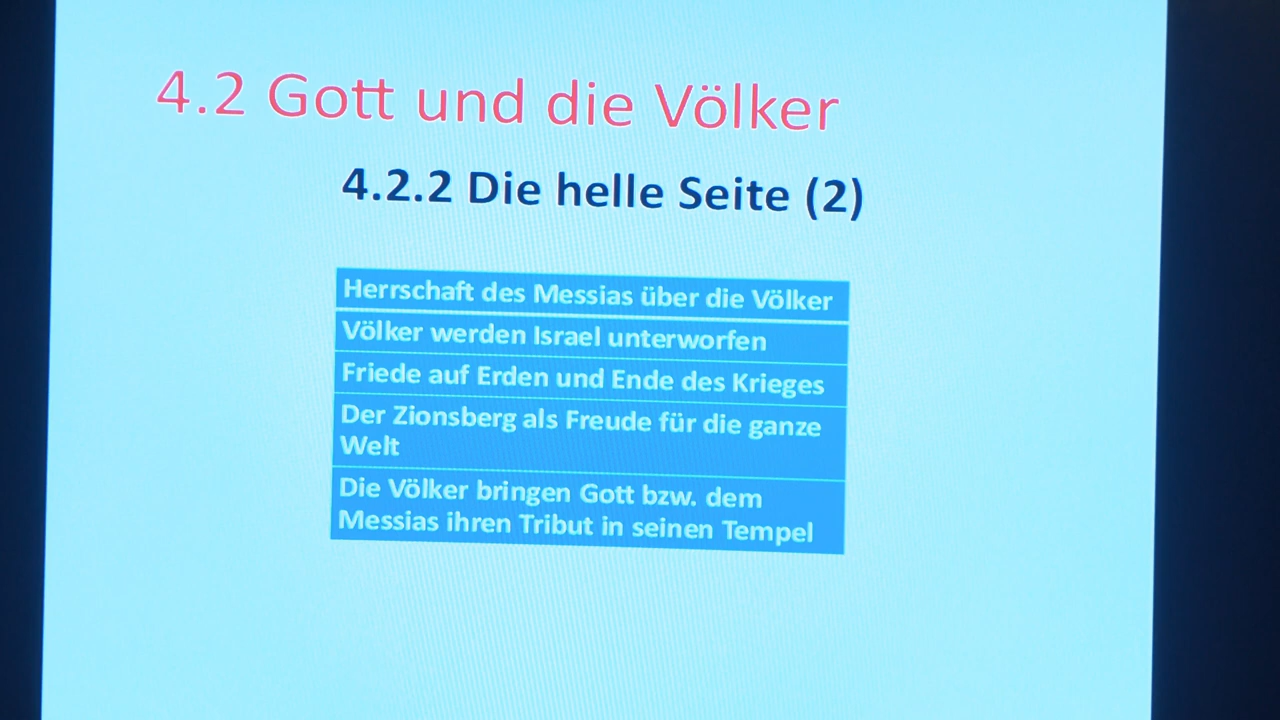 4.2 Gott und die Völker
4.2.2 Die helle Seite (2)
Herrschaft des Messias über die Völker
Völker werden Israel unterworfen
Friede auf Erden und Ende des Krieges
Der Zionsberg als Freude für die ganze
Welt
Die Völker bringen Gott bzw. dem
Messias ihren Tribut in seinen Tempel